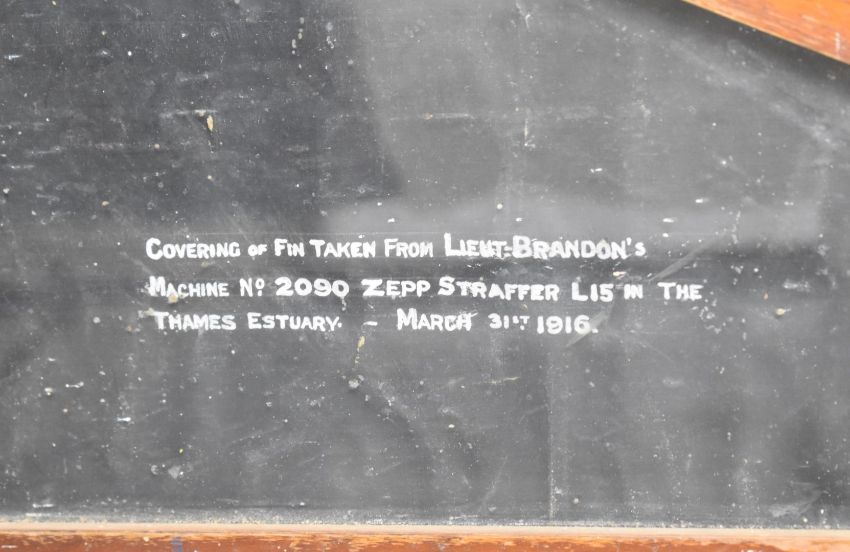 COVERING OF FIN TAKEN FROM LIEUT-BRANDON'S
MACHINE No 2090 ZEPP STRAFFER L15 IN THE
THAMES ESTUARY. - MARCH 31ST. 1916.